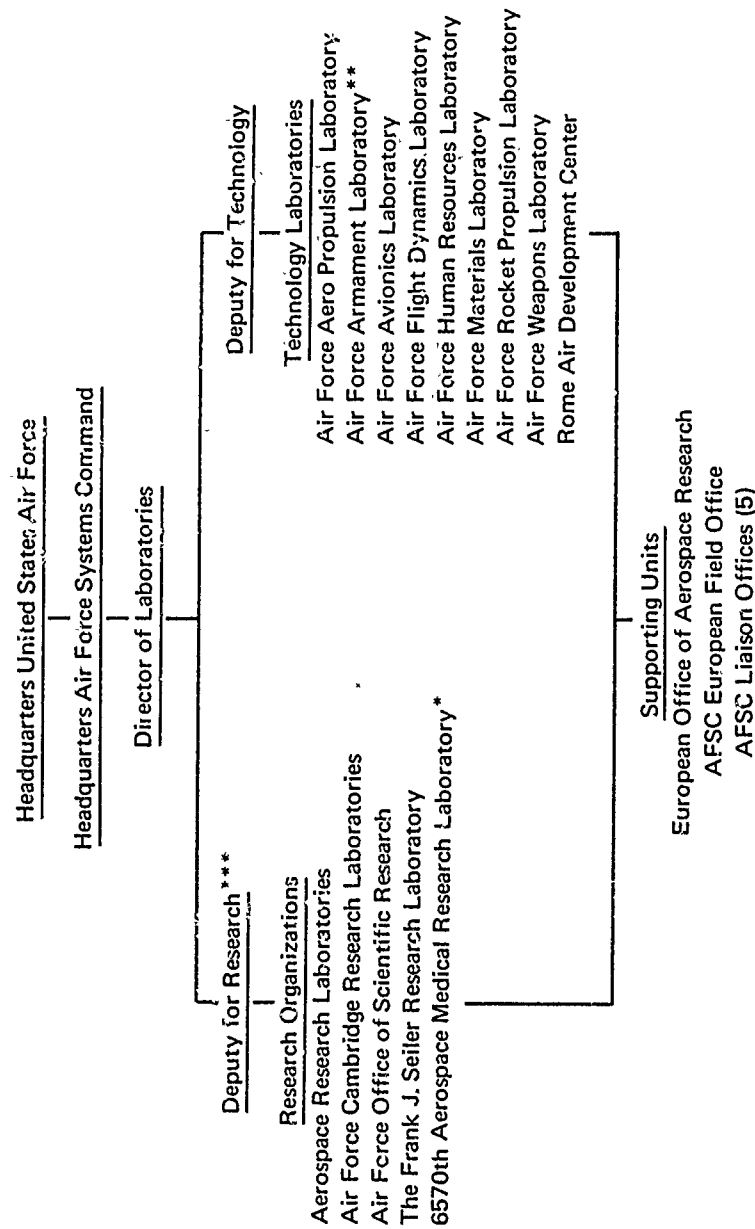 Headquarters United States Air Force
Headquarters Air Force Systems Command
Director of Laboratories
Deputy for Research***
Research Organizations
Aerospace Research Laboratories
Air Force Cambridge Research Laboratories
Air Force Office of Scientific Research
The Frank J. Seiler Research Laboratory
6570th Aerospace Medical Research Laboratory*
Deputy for Technology
Technology Laboratories
Air Force Aero Propulsion Laboratory
Air Force Armament Laboratory**
Air Force Avionics Laboratory
Air Force Flight Dynamics Laboratory
Air Force Human Resources Laboratory
Air Force Materials Laboratory
Air Force Rocket Propulsion Laboratory
Air Force Weapons Laboratory
Rome Air Development Center
Supporting Units
European Office of Aerospace Research
AFSC European Field Office
AFSC Liaison Offices (5)